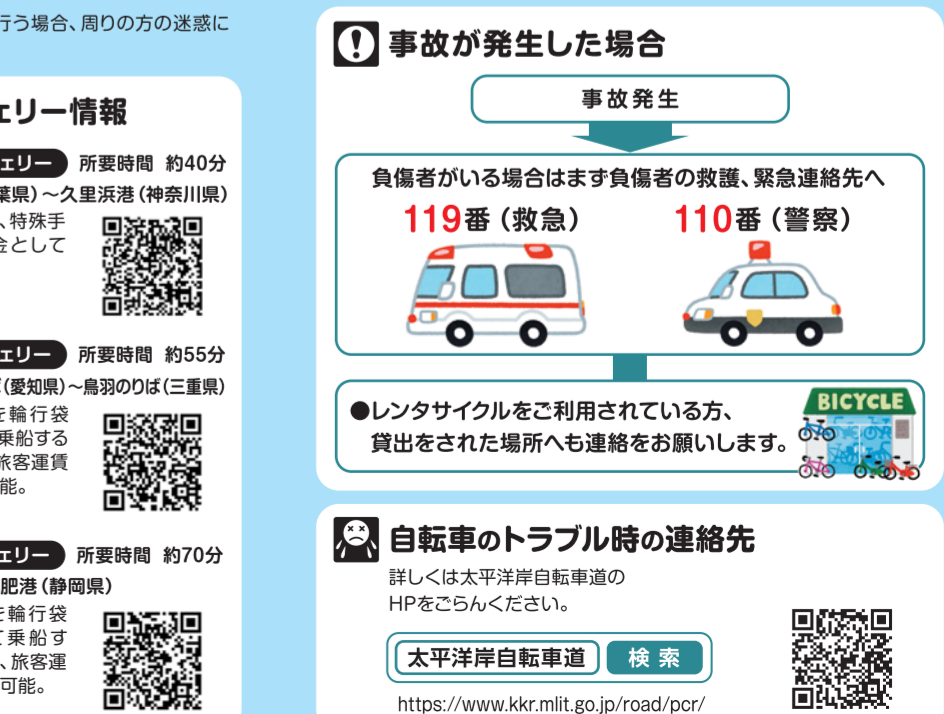 行う場合、周りの方の迷惑に
ェリー情報
ェリー 所要時間 約40分
葉県）～久里浜港（神奈川県）
、特殊手
金として
ェリー 所要時間 約55分
（愛知県）～鳥羽のりば（三重県）
を輪行袋
乗船する
旅客運賃
能。
ェリー 所要時間 約70分
肥港（静岡県）
を輪行袋
て乗船す
、旅客運
可能。
事故が発生した場合
事故発生
負傷者がいる場合はまず負傷者の救護、緊急連絡先へ
119番（救急） 110番（警察）
●レンタサイクルをご利用されている方、
貸出をされた場所へも連絡をお願いします。
BICYCLE
自転車のトラブル時の連絡先
詳しくは太平洋岸自転車道の
HPをごらんください。
太平洋岸自転車道 検索
https://www.kkr.mlit.go.jp/road/pcr/